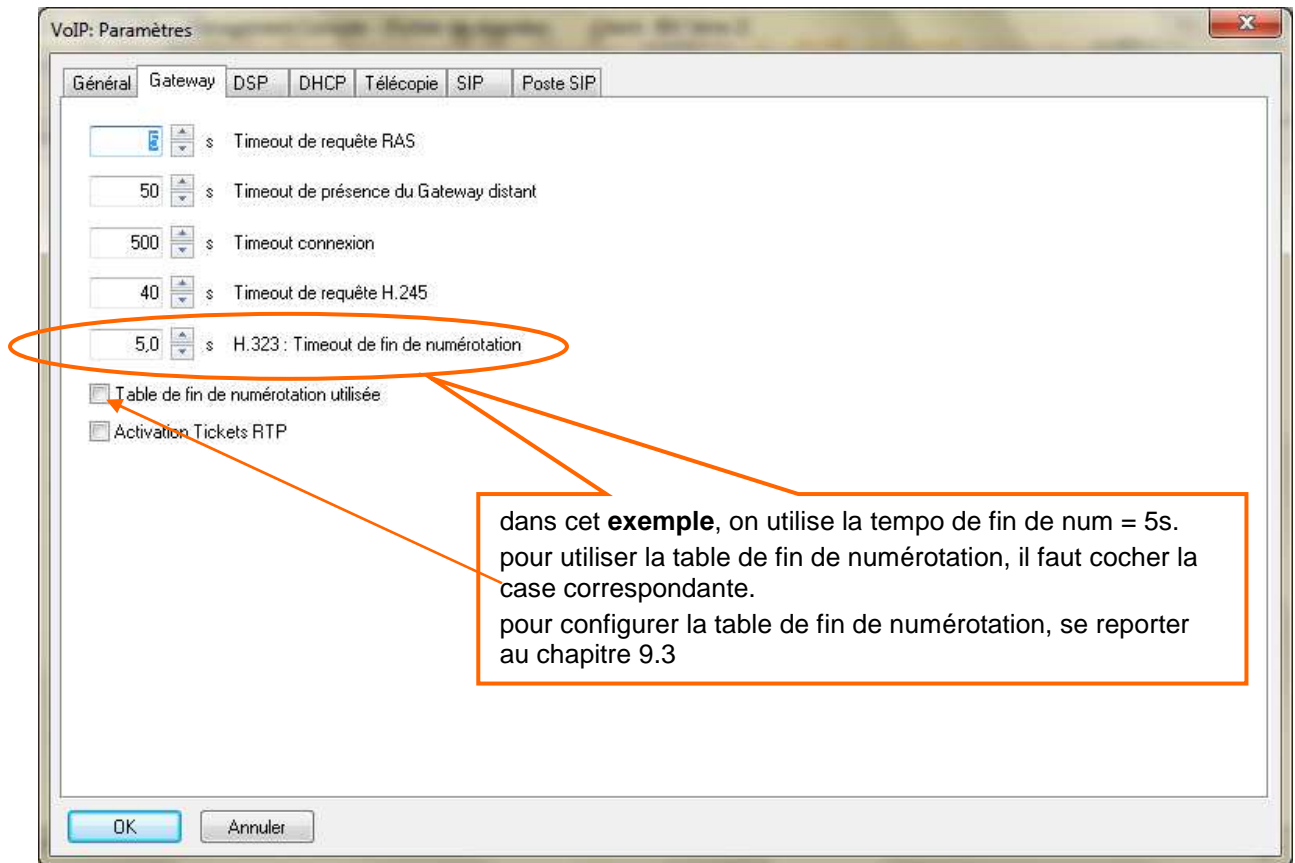 VoIP: Paramètres
Général Gateway DSP DHCP Télécopie SIP Poste SIP
s Timeout de requête RAS
50 s Timeout de présence du Gateway distant
500 s Timeout connexion
40 s Timeout de requête H.245
5,0 s H.323 : Timeout de fin de numérotation
Table de fin de numérotation utilisée
Activation Tickets RTP
dans cet exemple, on utilise la tempo de fin de num = 5s.
pour utiliser la table de fin de numérotation, il faut cocher la
case correspondante.
pour configurer la table de fin de numérotation, se reporter
au chapitre 9.3
OK Annuler